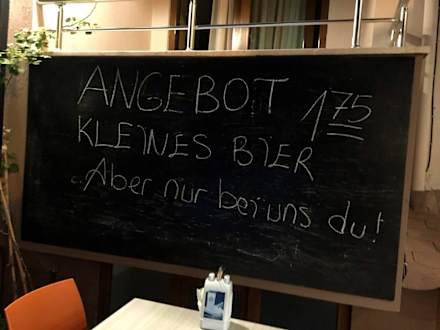 ANGEBOT 1 75
KLEINES BIER
..Aber nur bei uns du!